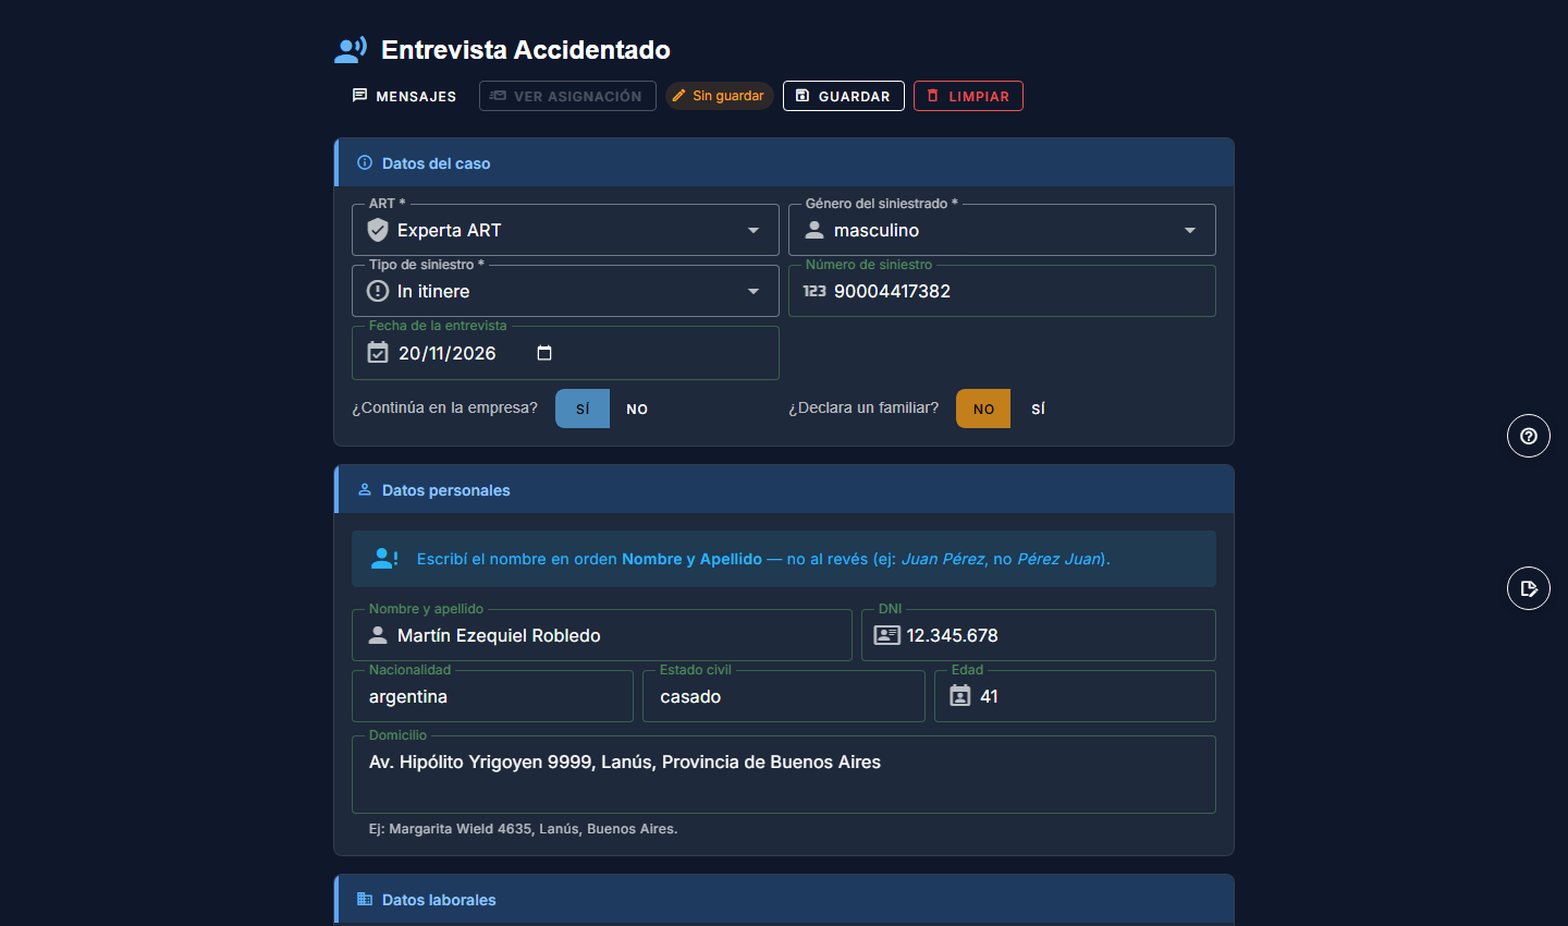 Entrevista Accidentado
MENSAJES
VER ASIGNACIÓN
Sin guardar
GUARDAR
LIMPIAR
Datos del caso
ART *
Experta ART
Género del siniestrado *
masculino
Tipo de siniestro *
In itinere
Número de siniestro
123 90004417382
Fecha de la entrevista
20/11/2026
¿Continúa en la empresa? SÍ NO
¿Declara un familiar? NO SÍ
Datos personales
Escribí el nombre en orden Nombre y Apellido — no al revés (ej: Juan Pérez, no Pérez Juan).
Nombre y apellido
Martín Ezequiel Robledo
DNI
12.345.678
Nacionalidad
argentina
Estado civil
casado
Edad
41
Domicilio
Av. Hipólito Yrigoyen 9999, Lanús, Provincia de Buenos Aires
Ej: Margarita Wield 4635, Lanús, Buenos Aires.
Datos laborales